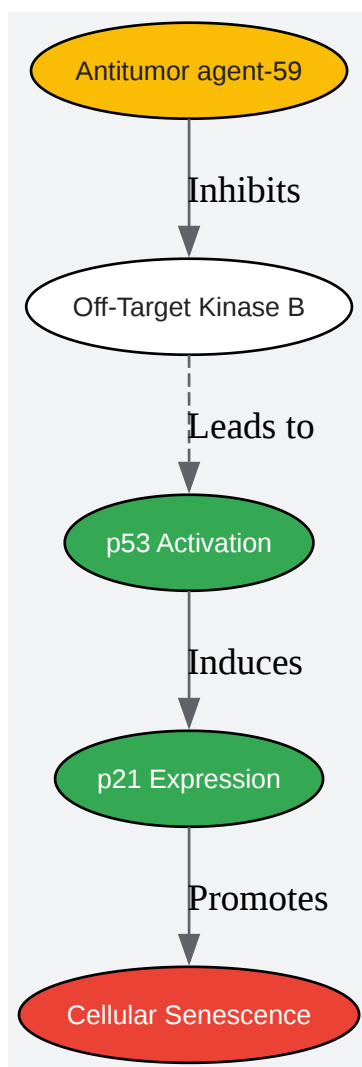 Antitumor agent-59
Inhibits
Off-Target Kinase B
Leads to
p53 Activation
Induces
p21 Expression
Promotes
Cellular Senescence